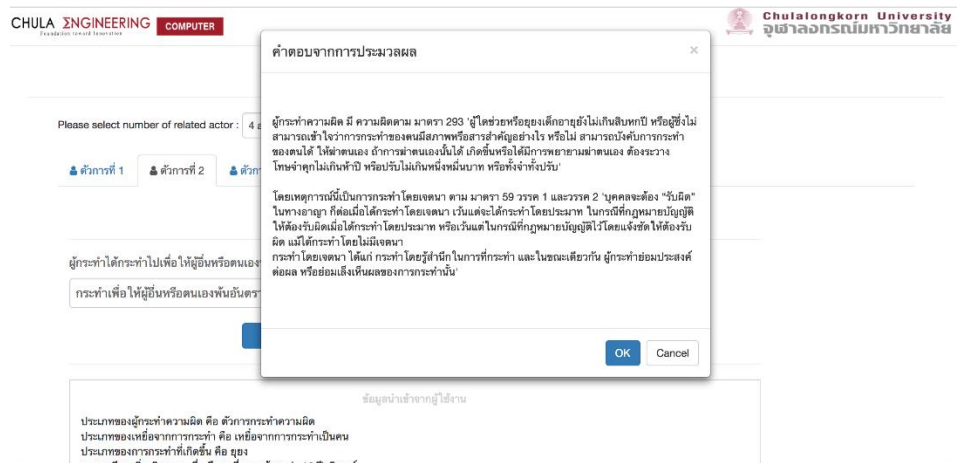 CHULA ΣNGINEERING COMPUTER
Foundation toward Innovation
Chulalongkorn University
จุฬาลงกรณ์มหาวิทยาลัย
คำตอบจากการประมวลผล ×
Please select number of related actor : 4
ตัวการที่ 1 ตัวการที่ 2
ผู้กระทำความผิด มี ความผิดตาม มาตรา 293 'ผู้ใดช่วยหรือยุยงเด็กอายุยังไม่เกินสิบหกปี หรือผู้ซึ่งไม่
สามารถเข้าใจว่าการกระทำของตนมีสภาพหรือสารสำคัญอย่างไร หรือไม่ สามารถบังคับการกระทำ
ของตนได้ ให้ฆ่าตนเอง ถ้าการฆ่าตนเองนั้นได้ เกิดขึ้นหรือได้มีการพยายามฆ่าตนเอง ต้องระวาง
โทษจำคุกไม่เกินห้าปี หรือปรับไม่เกินหนึ่งหมื่นบาท หรือทั้งจำทั้งปรับ'
โดยเหตุการณ์นี้เป็นการกระทำโดยเจตนา ตาม มาตรา 59 วรรค 1 และวรรค 2 'บุคคลจะต้อง "รับผิด"
ในทางอาญา ก็ต่อเมื่อได้กระทำโดยเจตนา เว้นแต่จะได้กระทำโดยประมาท ในกรณีที่กฎหมายบัญญัติ
ให้ต้องรับผิดเมื่อได้กระทำโดยประมาท หรือเว้นแต่ในกรณีที่กฎหมายบัญญัติไว้โดยแจ้งชัดให้ต้องรับ
ผิด แม้ได้กระทำโดยไม่มีเจตนา
กระทำโดยเจตนา ได้แก่ กระทำโดยรู้สำนึกในการที่กระทำ และในขณะเดียวกัน ผู้กระทำย่อมประสงค์
ต่อผล หรือย่อมเล็งเห็นผลของการกระทำนั้น'
ผู้กระทำได้กระทำไปเพื่อให้ผู้อื่นหรือตนเอง
กระทำเพื่อให้ผู้อื่นหรือตนเองพ้นอันตรา
OK Cancel
ข้อมูลนำเข้าจากผู้ใช้งาน
ประเภทของผู้กระทำความผิด คือ ตัวการกระทำความผิด
ประเภทของเหยื่อจากการกระทำ คือ เหยื่อจากการกระทำเป็นคน
ประเภทของการกระทำที่เกิดขึ้น คือ ยุยง